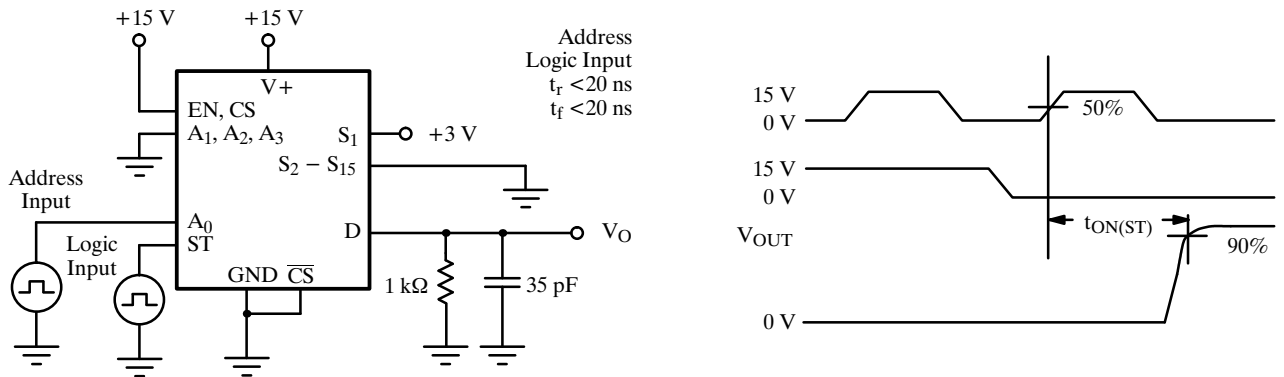 +15 V
+15 V
Address
Logic Input
tr <20 ns
tf <20 ns
V+
EN, CS
A1, A2, A3
S1
+3 V
S2 − S15
Address
Input
A0
ST
Logic
Input
D
VO
GND
C̅S̅
1 kΩ
35 pF
15 V
0 V
50%
15 V
0 V
tON(ST)
VOUT
90%
0 V